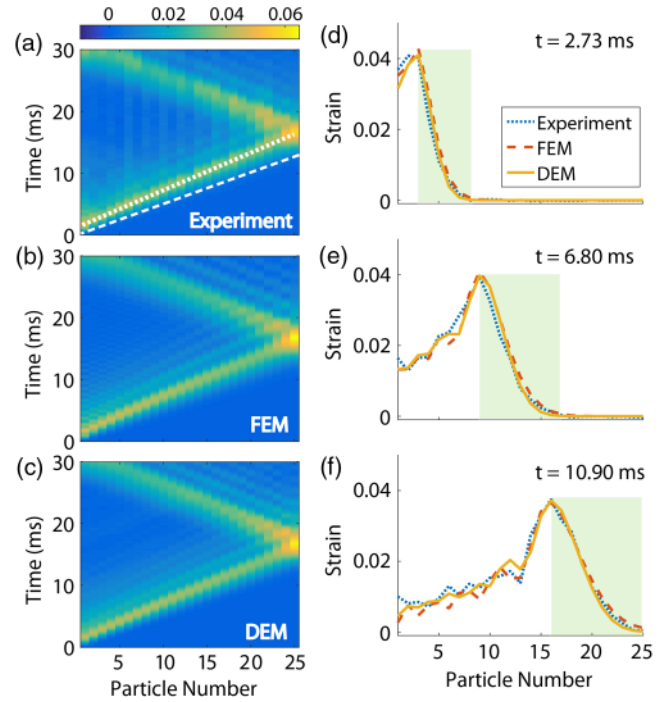 0 0.02 0.04 0.06
(a)
30
20
10
0
Time (ms)
Experiment
(b)
30
20
10
0
Time (ms)
FEM
(c)
30
20
10
0
Time (ms)
DEM
5 10 15 20 25
Particle Number
(d)
t = 2.73 ms
0.04
0.02
0
Strain
Experiment
FEM
DEM
(e)
t = 6.80 ms
0.04
0.02
0
Strain
(f)
t = 10.90 ms
0.04
0.02
0
Strain
5 10 15 20 25
Particle Number